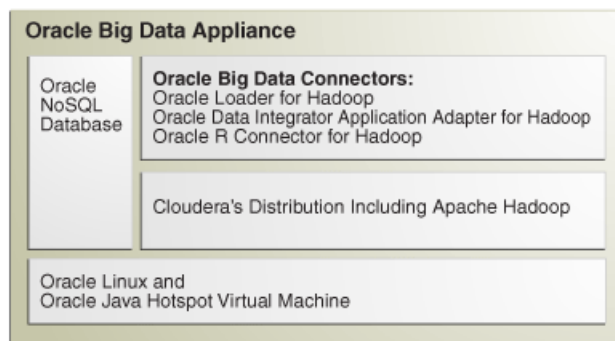 Oracle Big Data Appliance
Oracle
NoSQL
Database
Oracle Big Data Connectors:
Oracle Loader for Hadoop
Oracle Data Integrator Application Adapter for Hadoop
Oracle R Connector for Hadoop
Cloudera's Distribution Including Apache Hadoop
Oracle Linux and
Oracle Java Hotspot Virtual Machine